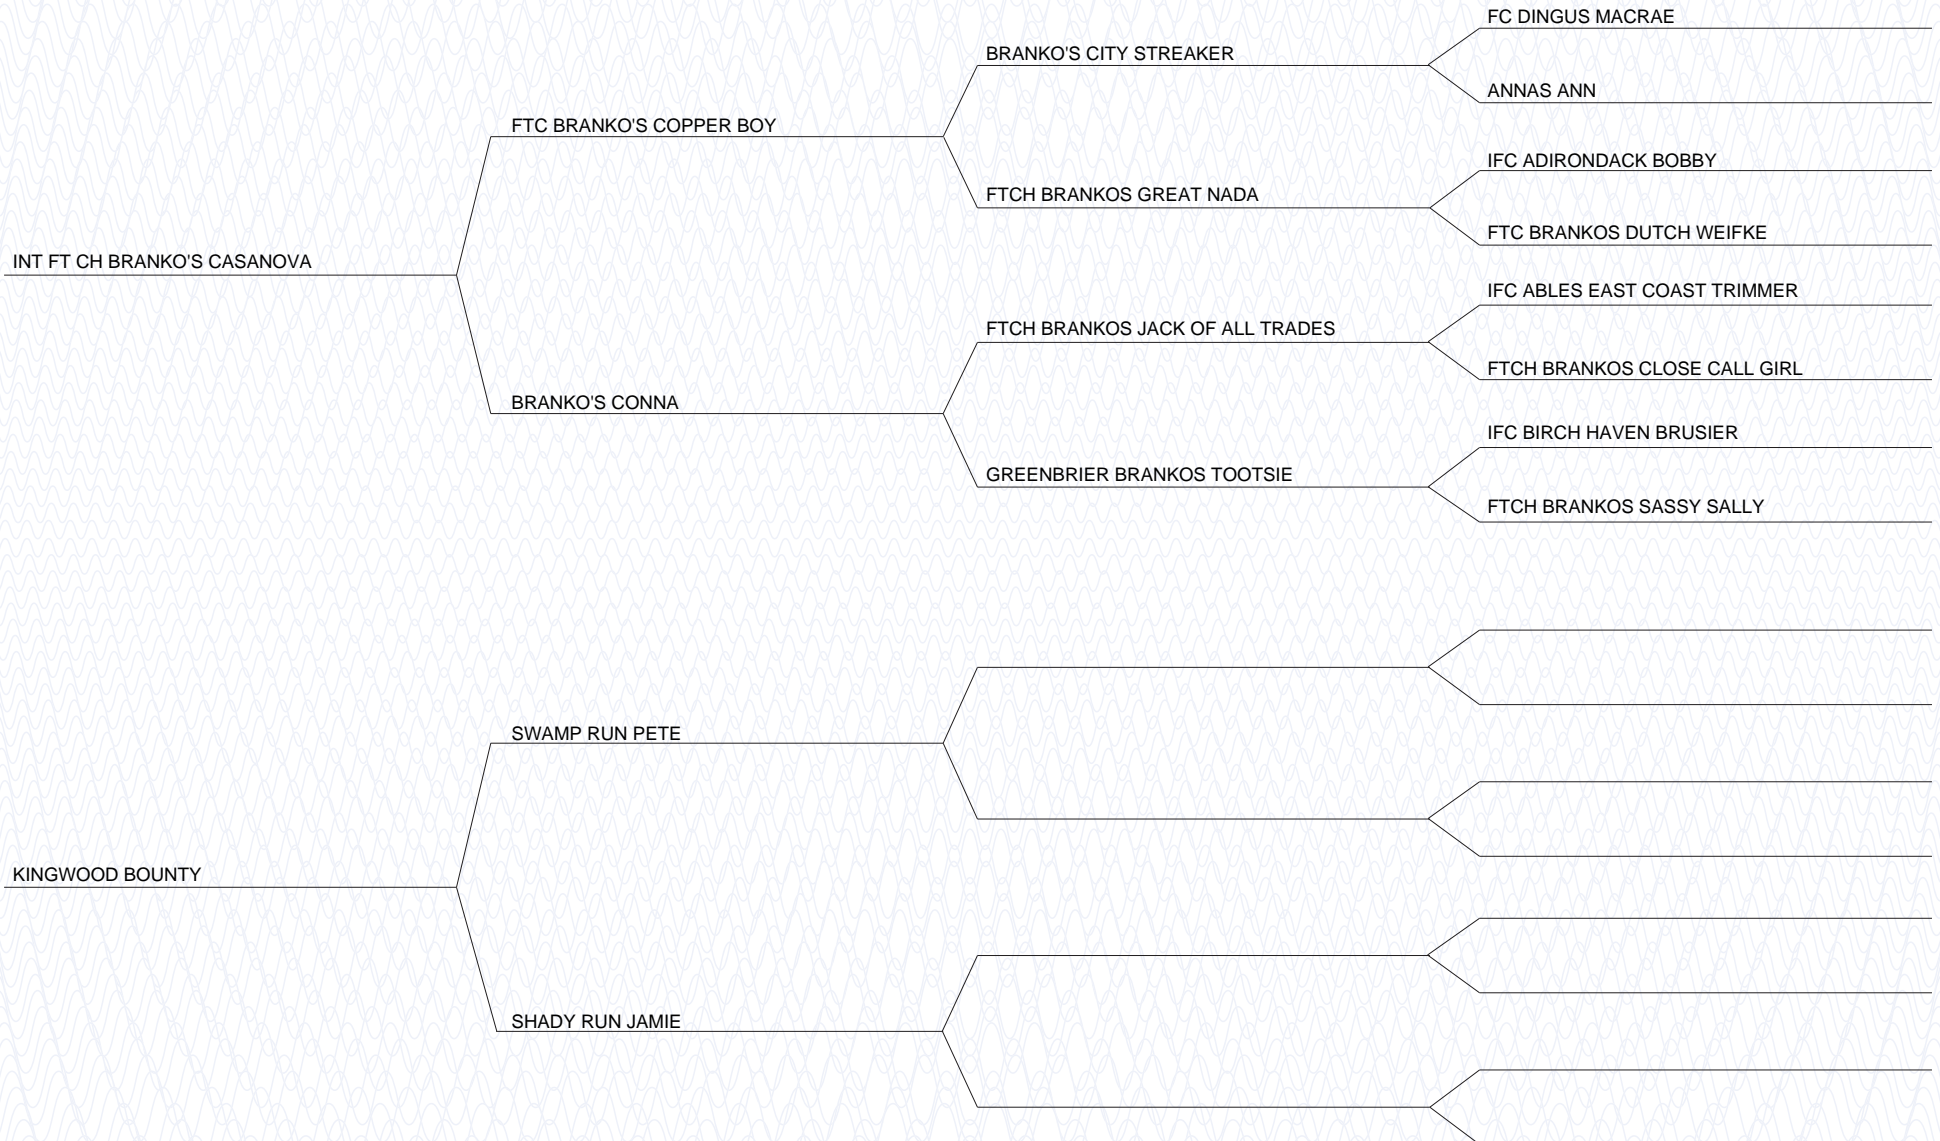 FC DINGUS MACRAE
BRANKO'S CITY STREAKER
ANNAS ANN
FTC BRANKO'S COPPER BOY
IFC ADIRONDACK BOBBY
FTCH BRANKOS GREAT NADA
FTC BRANKOS DUTCH WEIFKE
INT FT CH BRANKO'S CASANOVA
IFC ABLES EAST COAST TRIMMER
FTCH BRANKOS JACK OF ALL TRADES
FTCH BRANKOS CLOSE CALL GIRL
BRANKO'S CONNA
IFC BIRCH HAVEN BRUSIER
GREENBRIER BRANKOS TOOTSIE
FTCH BRANKOS SASSY SALLY
SWAMP RUN PETE
KINGWOOD BOUNTY
SHADY RUN JAMIE